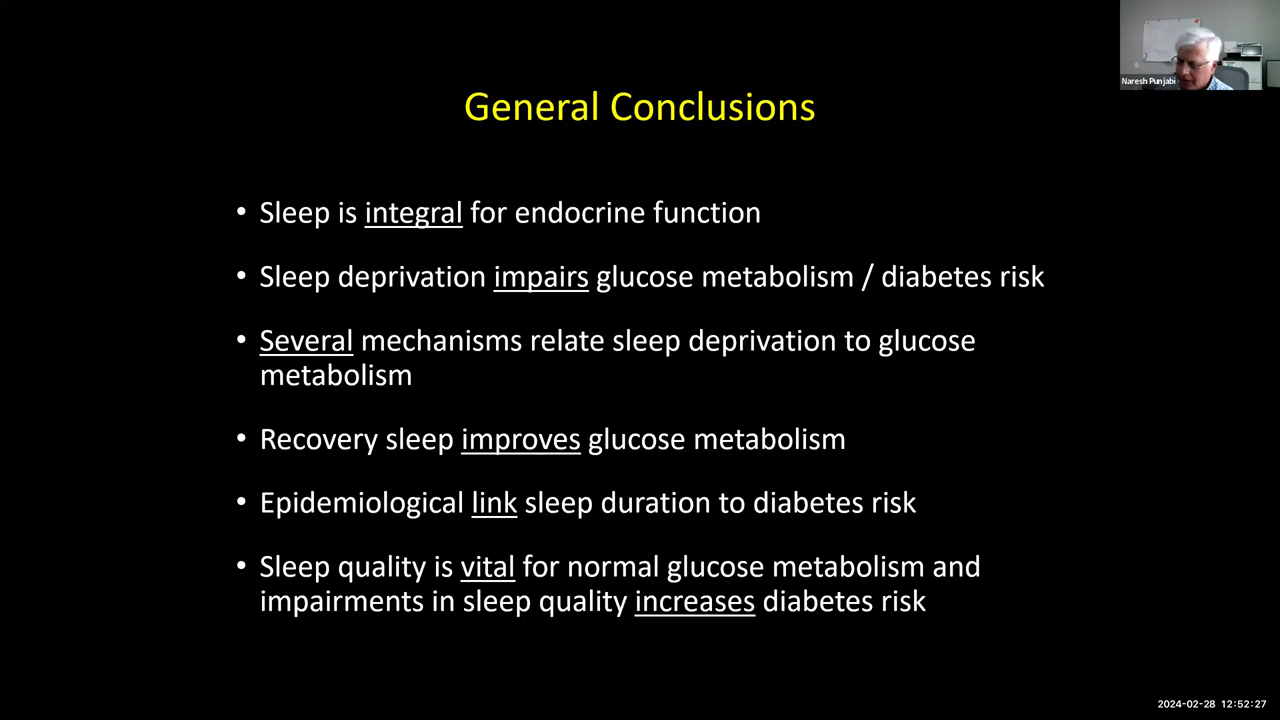 Naresh Punjabi
General Conclusions
• Sleep is integral for endocrine function
• Sleep deprivation impairs glucose metabolism / diabetes risk
• Several mechanisms relate sleep deprivation to glucose
metabolism
• Recovery sleep improves glucose metabolism
• Epidemiological link sleep duration to diabetes risk
• Sleep quality is vital for normal glucose metabolism and
impairments in sleep quality increases diabetes risk
2024-02-28 12:52:27